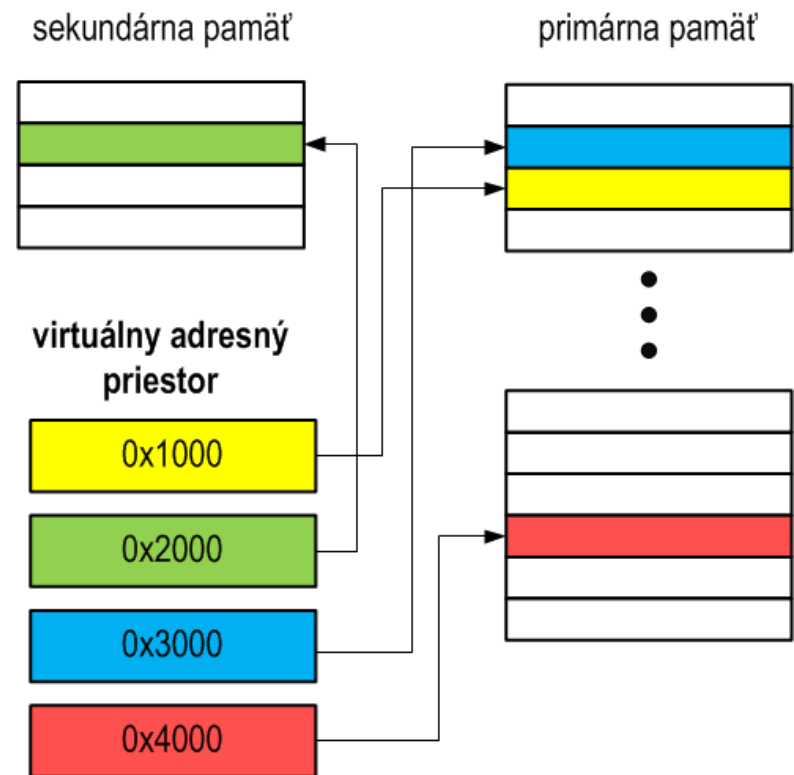 sekundárna pamäť
primárna pamäť
virtuálny adresný
priestor
0x1000
0x2000
0x3000
0x4000